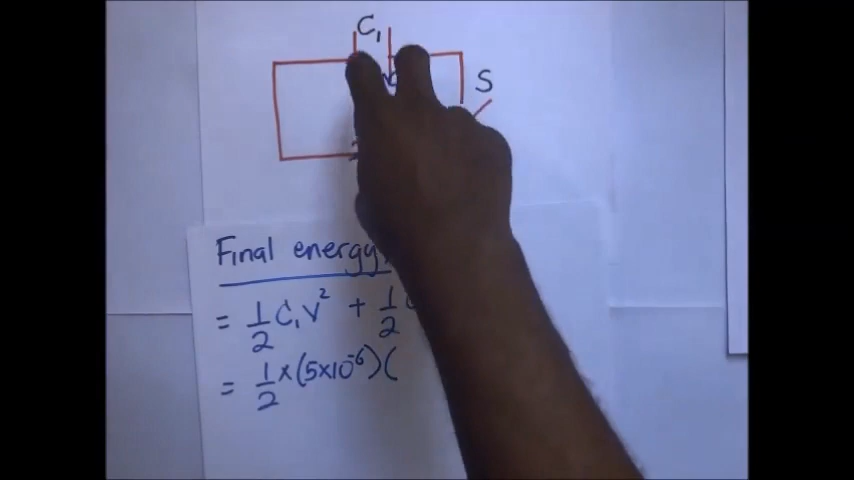 C₁
S
Final energy
= 1/2 C₁V² + 1/2
= 1/2 × (5×10⁻⁶)(